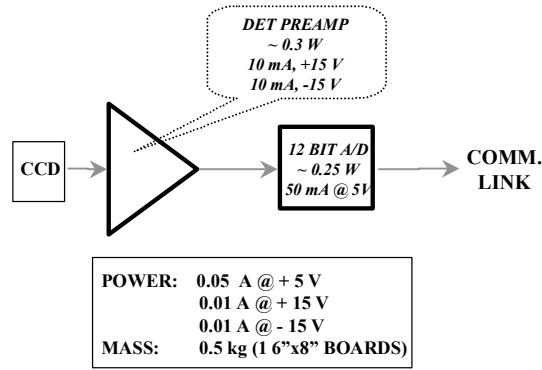 DET PREAMP
~ 0.3 W
10 mA, +15 V
10 mA, -15 V
CCD
12 BIT A/D
~ 0.25 W
50 mA @ 5V
COMM.
LINK
POWER: 0.05 A @ + 5 V
0.01 A @ + 15 V
0.01 A @ - 15 V
MASS: 0.5 kg (1 6”x8” BOARDS)